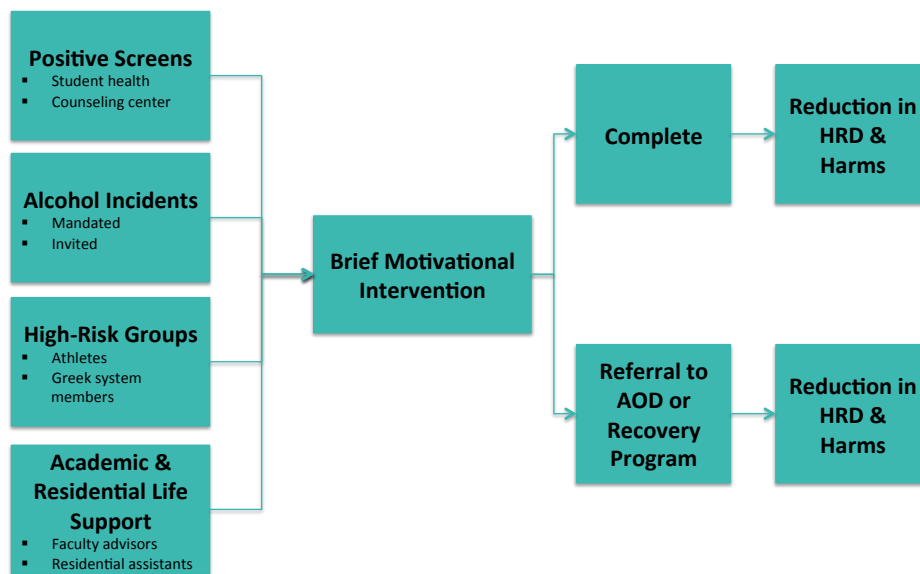 Positive Screens
▪ Student health
▪ Counseling center
Alcohol Incidents
▪ Mandated
▪ Invited
High-Risk Groups
▪ Athletes
▪ Greek system
members
Academic &
Residential Life
Support
▪ Faculty advisors
▪ Residential assistants
Brief Motivational
Intervention
Complete
Reduction in
HRD &
Harms
Referral to
AOD or
Recovery
Program
Reduction in
HRD &
Harms